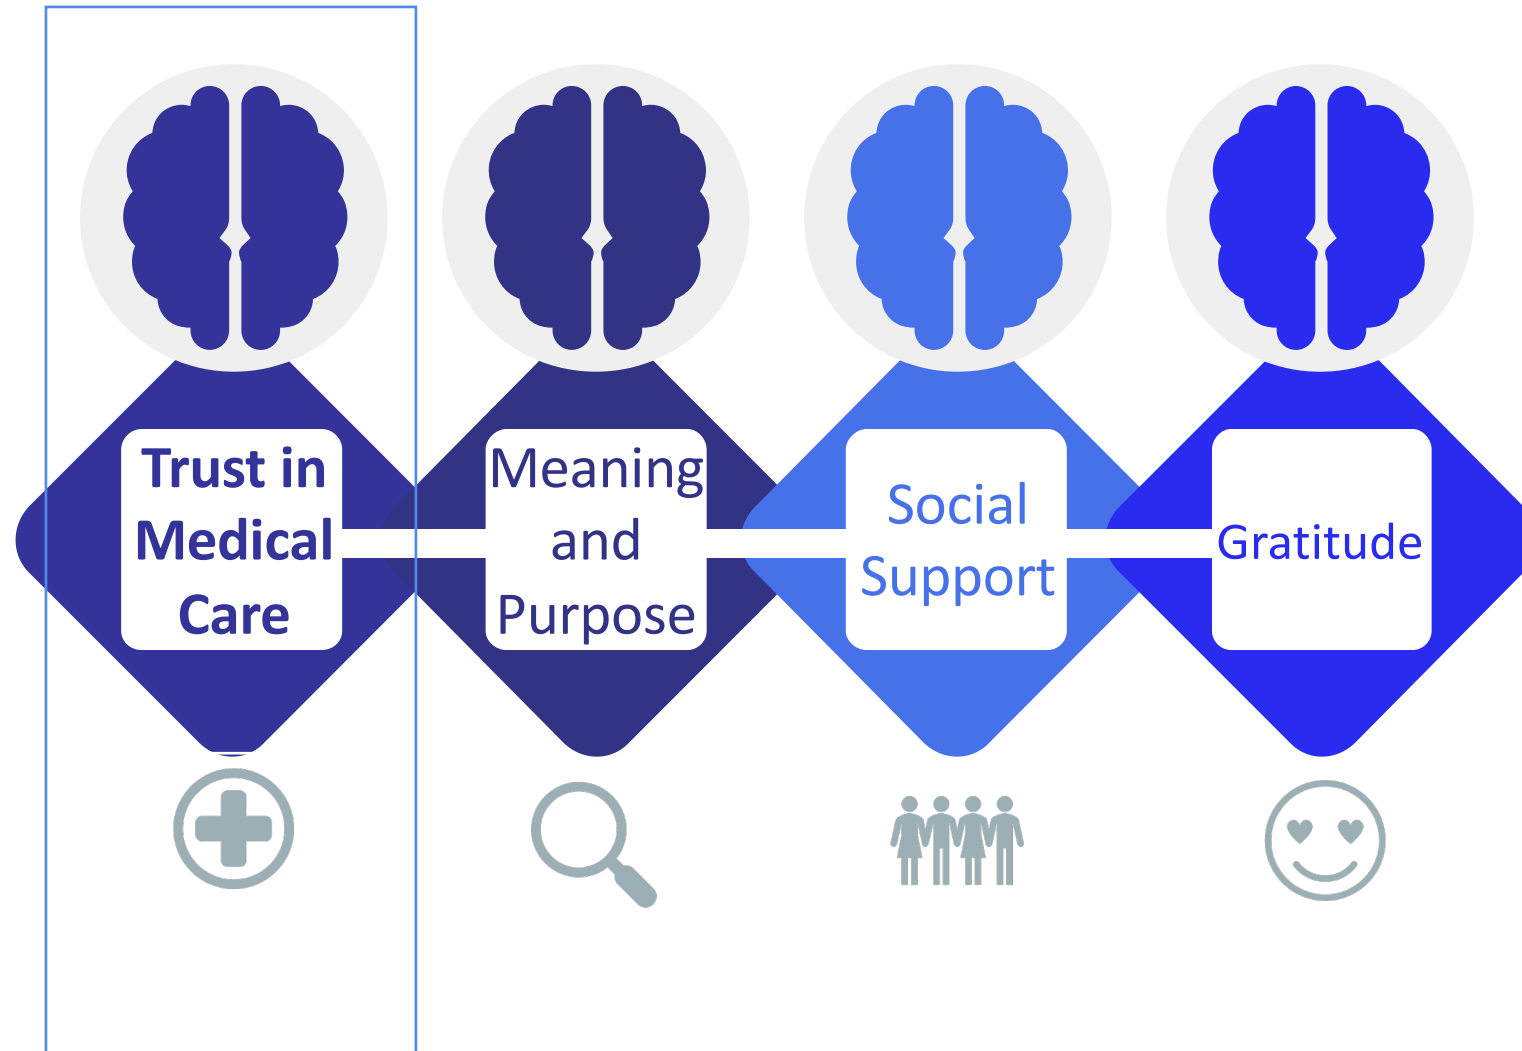 Trust in
Medical
Care
Meaning
and
Purpose
Social
Support
Gratitude